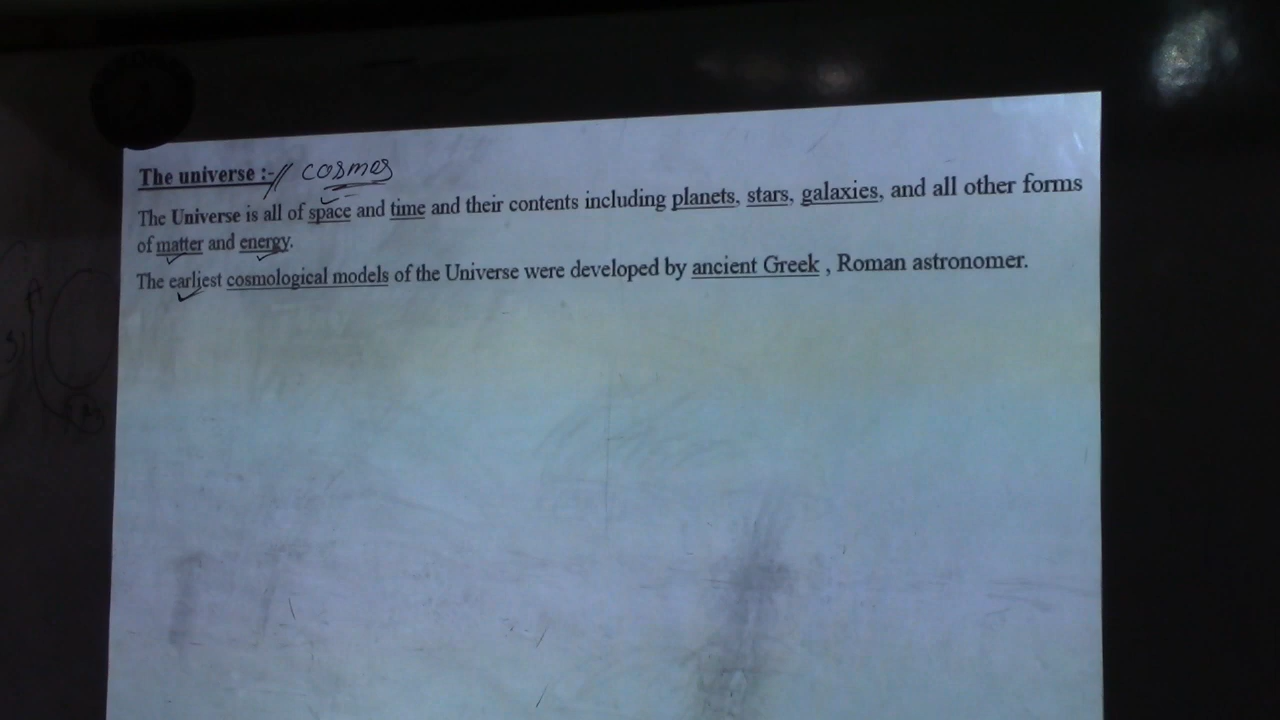 The universe :-// cosmos
The Universe is all of space and time and their contents including planets, stars, galaxies, and all other forms
of matter and energy.
The earliest cosmological models of the Universe were developed by ancient Greek , Roman astronomer.